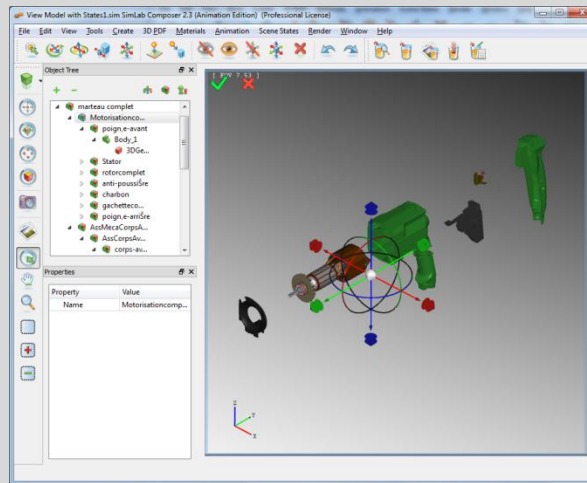 View Model with States1.sim SimLab Composer 2.3 (Animation Edition) (Professional License)
File Edit View Tools Create 3D PDF Materials Animation Scene States Render Window Help
Object Tree
marteau complet
Motorisationco...
poign,e-avant
Body_1
3DGe...
Stator
rotorcomplet
anti-poussiŠre
charbon
gachetteco...
poign,e-arriŠre
AssMecaCorpsA...
AssCorpsAv...
corps-av...
Properties
Property Value
Name Motorisationcomp...
Z
Y
X